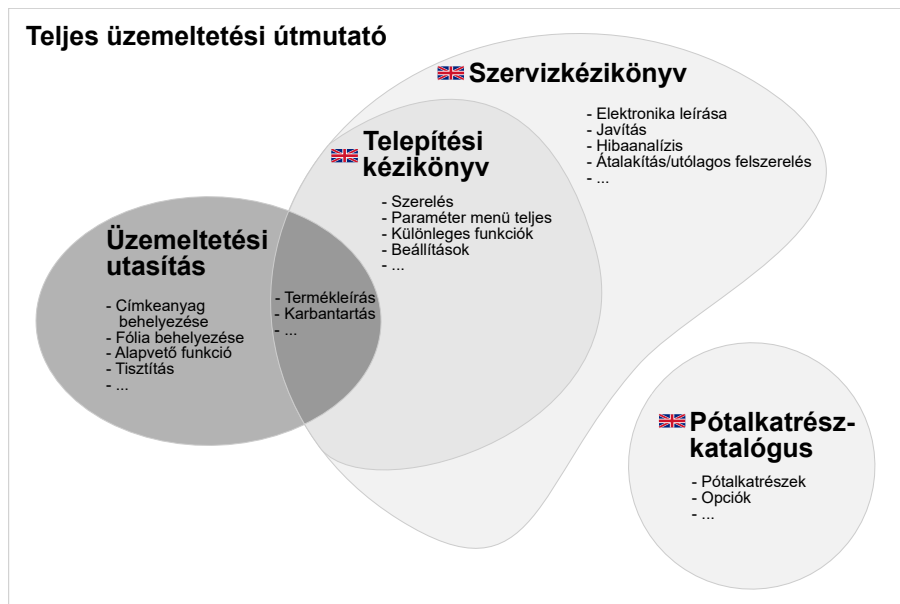 Teljes üzemeltetési útmutató
Szervizkézikönyv
- Elektronika leírása
- Javítás
- Hibaanalízis
- Átalakítás/utólagos felszerelés
- ...
Telepítési
kézikönyv
- Szerelés
- Paraméter menü teljes
- Különleges funkciók
- Beállítások
- ...
Üzemeltetési
utasítás
- Címkeanyag
behelyezése
- Fólia behelyezése
- Alapvető funkció
- Tisztítás
- ...
- Termékleírás
- Karbantartás
- ...
Pótalkatrész-
katalógus
- Pótalkatrészek
- Opciók
- ...